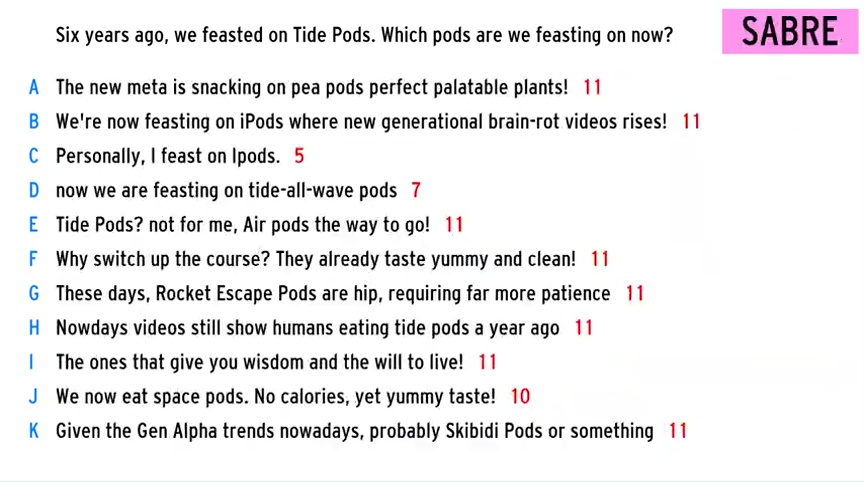 Six years ago, we feasted on Tide Pods. Which pods are we feasting on now?
SABRE
A The new meta is snacking on pea pods perfect palatable plants! 11
B We're now feasting on iPods where new generational brain-rot videos rises! 11
C Personally, I feast on Ipods. 5
D now we are feasting on tide-all-wave pods 7
E Tide Pods? not for me, Air pods the way to go! 11
F Why switch up the course? They already taste yummy and clean! 11
G These days, Rocket Escape Pods are hip, requiring far more patience 11
H Nowdays videos still show humans eating tide pods a year ago 11
I The ones that give you wisdom and the will to live! 11
J We now eat space pods. No calories, yet yummy taste! 10
K Given the Gen Alpha trends nowadays, probably Skibidi Pods or something 11